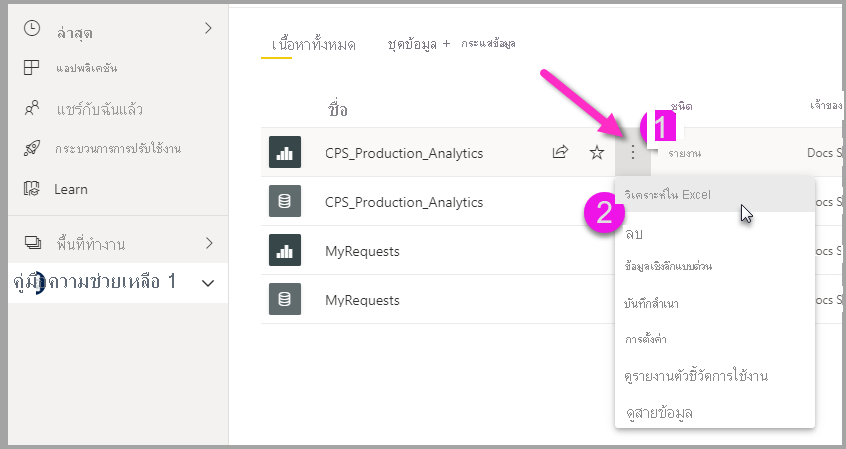 ล่าสุด
แอปพลิเคชัน
แชร์กับฉันแล้ว
กระบวนการการปรับใช้งาน
Learn
พื้นที่ทำงาน
คู่มือความช่วยเหลือ 1
เนื้อหาทั้งหมด ชุดข้อมูล + กระแสข้อมูล
ชื่อ ชนิด เจ้าของ
CPS_Production_Analytics รายงาน Docs S
CPS_Production_Analytics Docs S
MyRequests Docs S
MyRequests Docs S
1
2
วิเคราะห์ใน Excel
ลบ
ข้อมูลเชิงลึกแบบด่วน
บันทึกสำเนา
การตั้งค่า
ดูรายงานตัวชี้วัดการใช้งาน
ดูสายข้อมูล